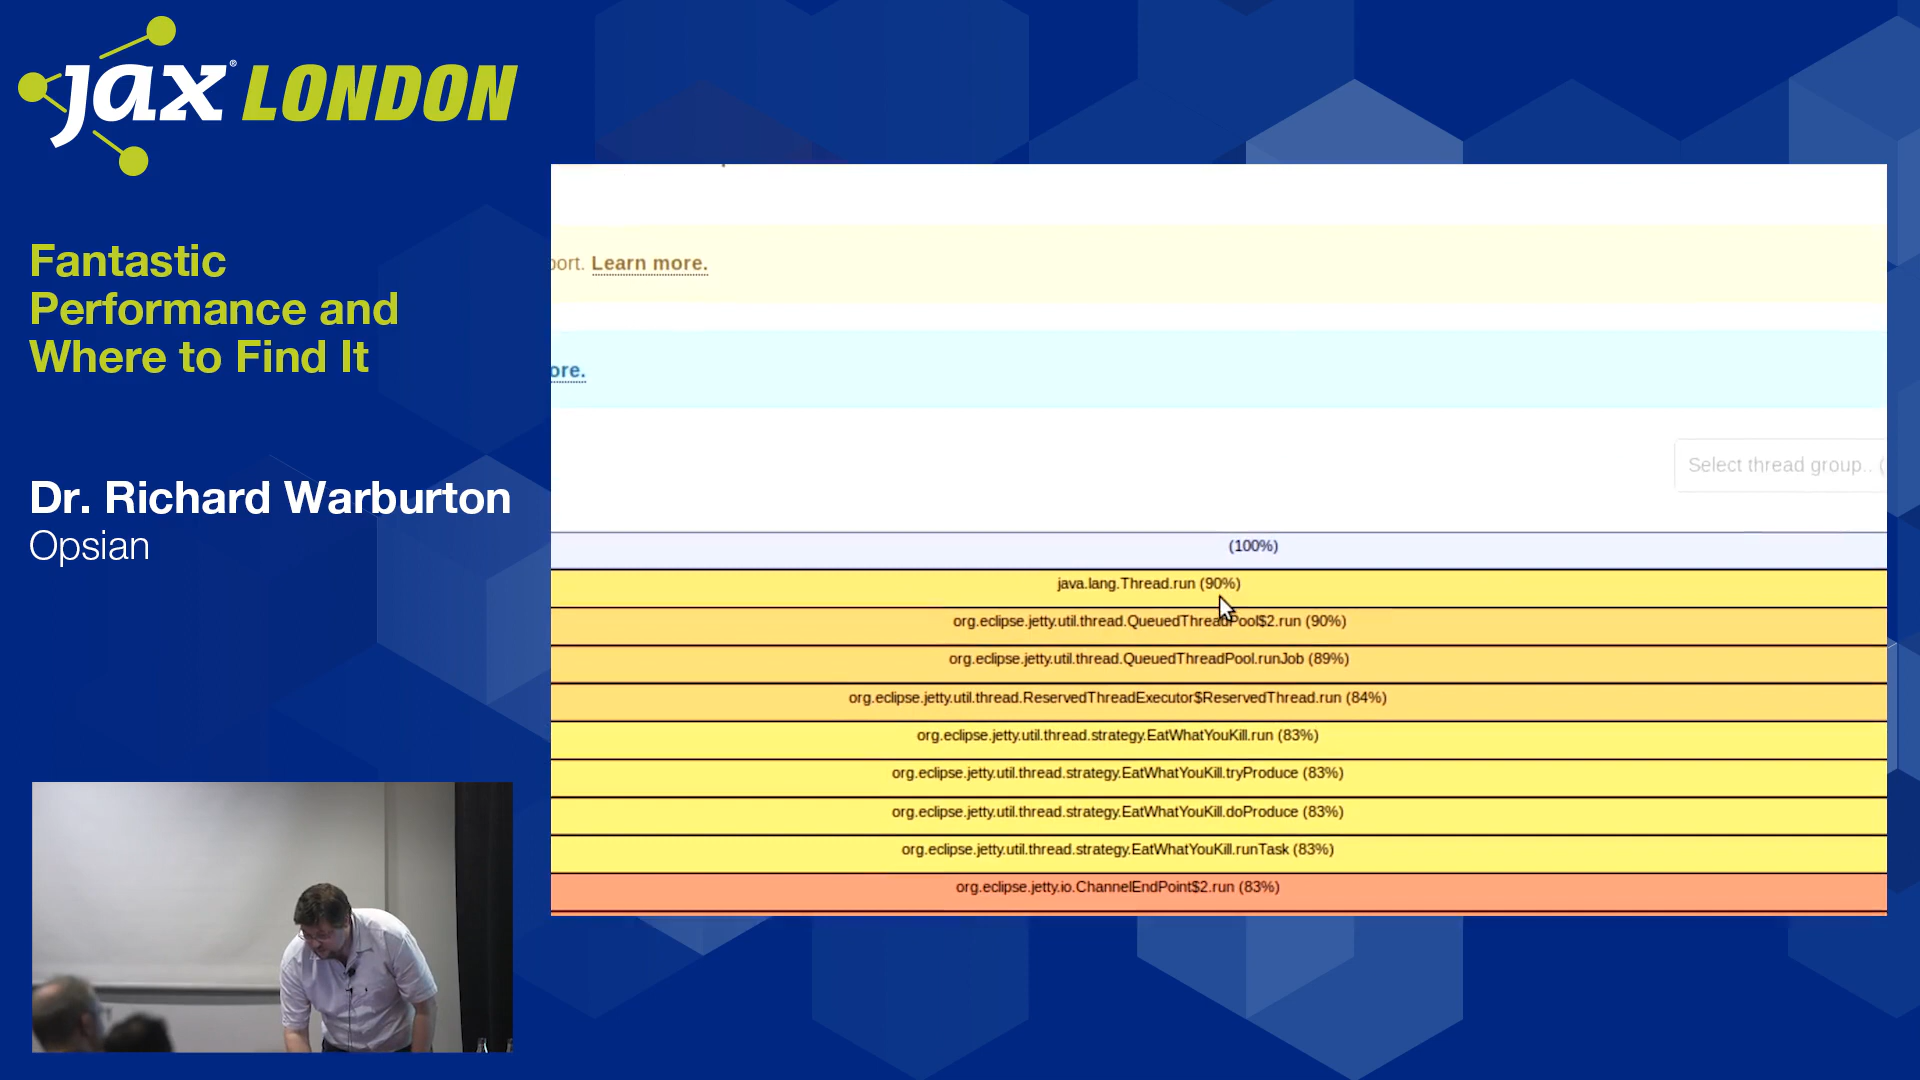 jax® LONDON
Fantastic
Performance and
Where to Find It
Dr. Richard Warburton
Opsian
port. Learn more.
ore.
Select thread group.. (
(100%)
java.lang.Thread.run (90%)
org.eclipse.jetty.util.thread.QueuedThreadPool$2.run (90%)
org.eclipse.jetty.util.thread.QueuedThreadPool.runJob (89%)
org.eclipse.jetty.util.thread.ReservedThreadExecutor$ReservedThread.run (84%)
org.eclipse.jetty.util.thread.strategy.EatWhatYouKill.run (83%)
org.eclipse.jetty.util.thread.strategy.EatWhatYouKill.tryProduce (83%)
org.eclipse.jetty.util.thread.strategy.EatWhatYouKill.doProduce (83%)
org.eclipse.jetty.util.thread.strategy.EatWhatYouKill.runTask (83%)
org.eclipse.jetty.io.ChannelEndPoint$2.run (83%)